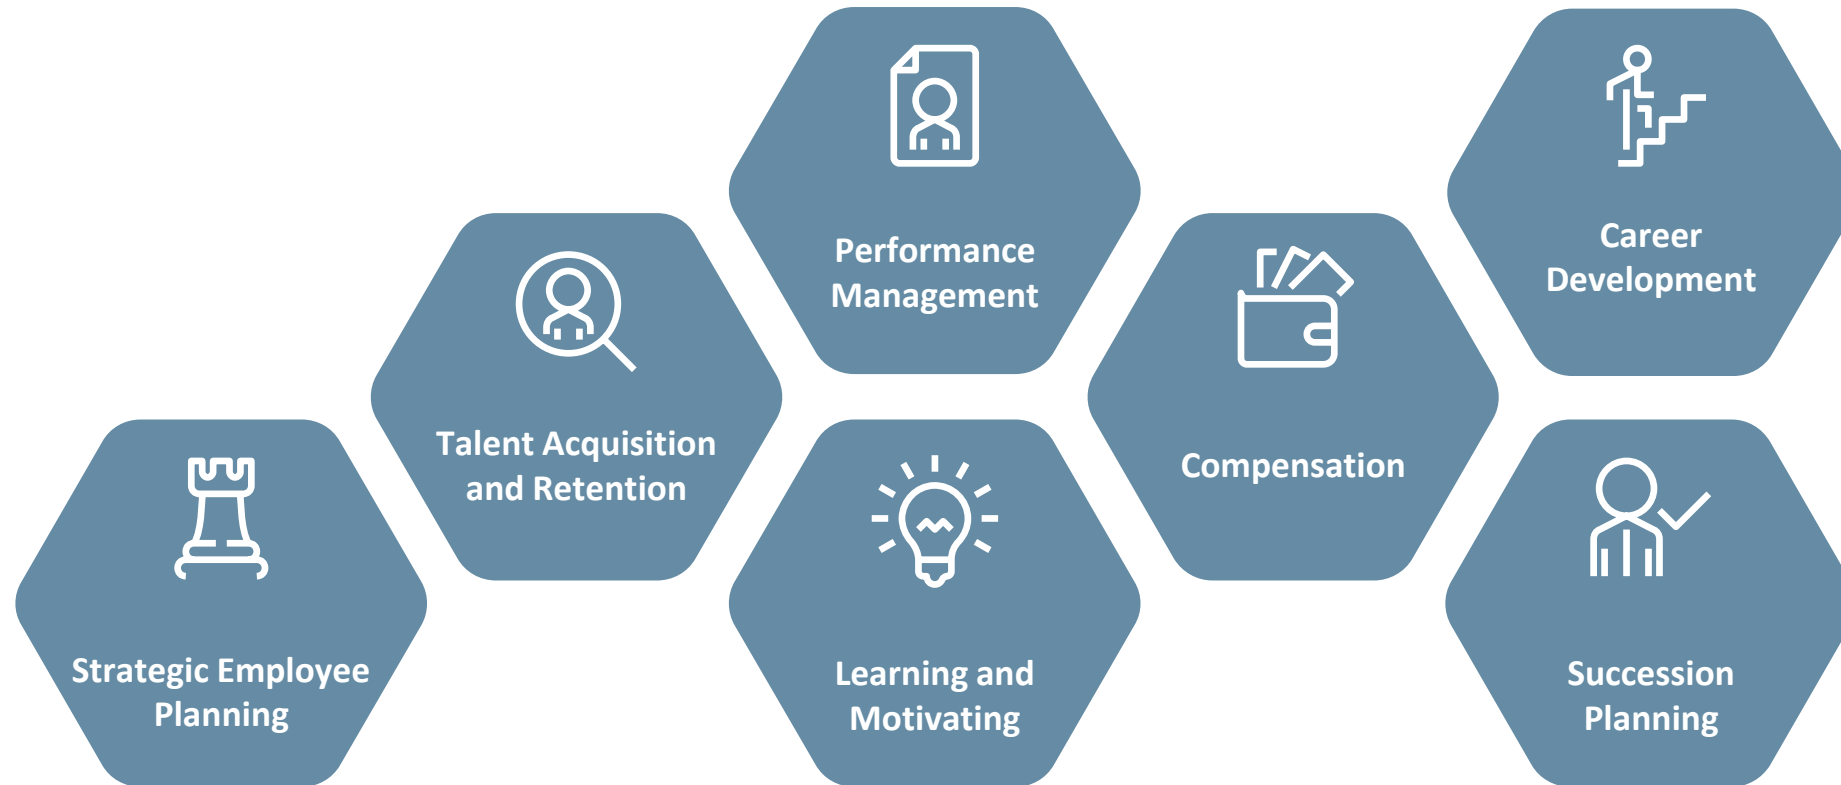 Strategic Employee
Planning
Talent Acquisition
and Retention
Performance
Management
Learning and
Motivating
Compensation
Career
Development
Succession
Planning